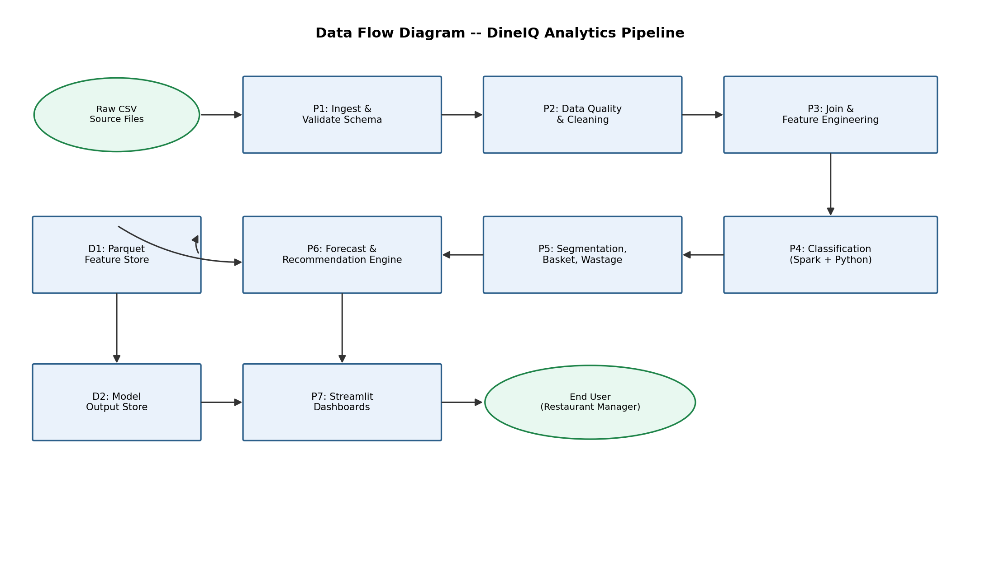 Data Flow Diagram -- DineIQ Analytics Pipeline
Raw CSV
Source Files
P1: Ingest &
Validate Schema
P2: Data Quality
& Cleaning
P3: Join &
Feature Engineering
D1: Parquet
Feature Store
P6: Forecast &
Recommendation Engine
P5: Segmentation,
Basket, Wastage
P4: Classification
(Spark + Python)
D2: Model
Output Store
P7: Streamlit
Dashboards
End User
(Restaurant Manager)